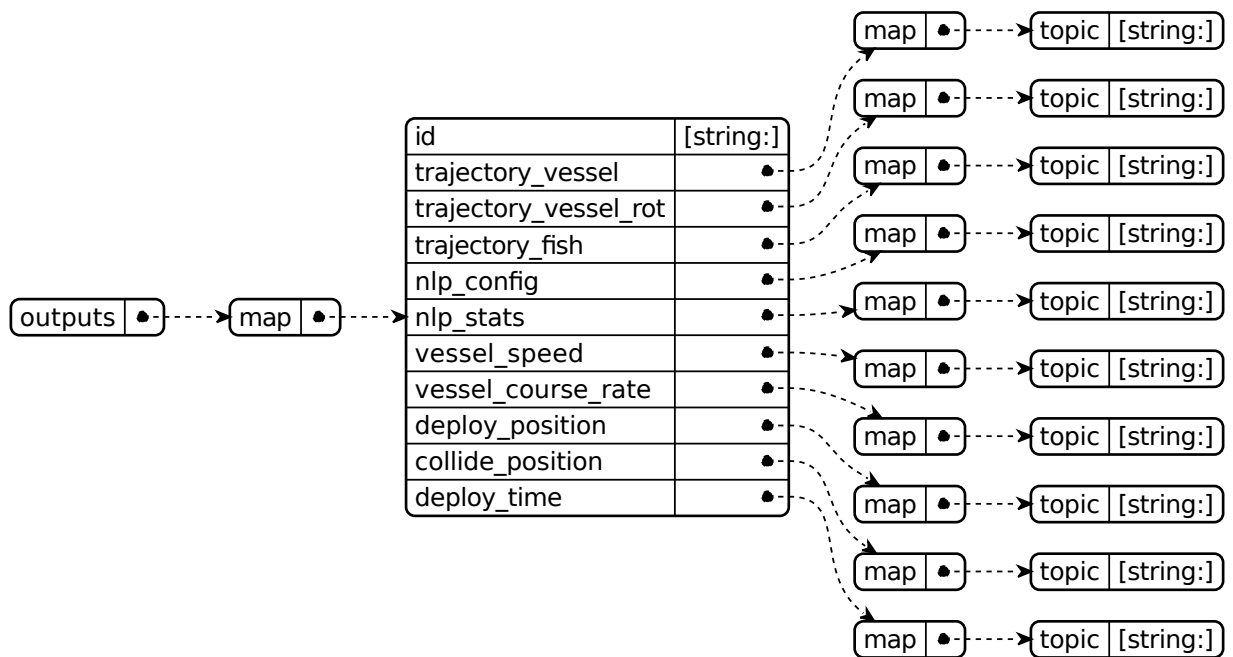 outputs
map
id [string:]
trajectory_vessel
trajectory_vessel_rot
trajectory_fish
nlp_config
nlp_stats
vessel_speed
vessel_course_rate
deploy_position
collide_position
deploy_time
map topic [string:]
map topic [string:]
map topic [string:]
map topic [string:]
map topic [string:]
map topic [string:]
map topic [string:]
map topic [string:]
map topic [string:]
map topic [string:]